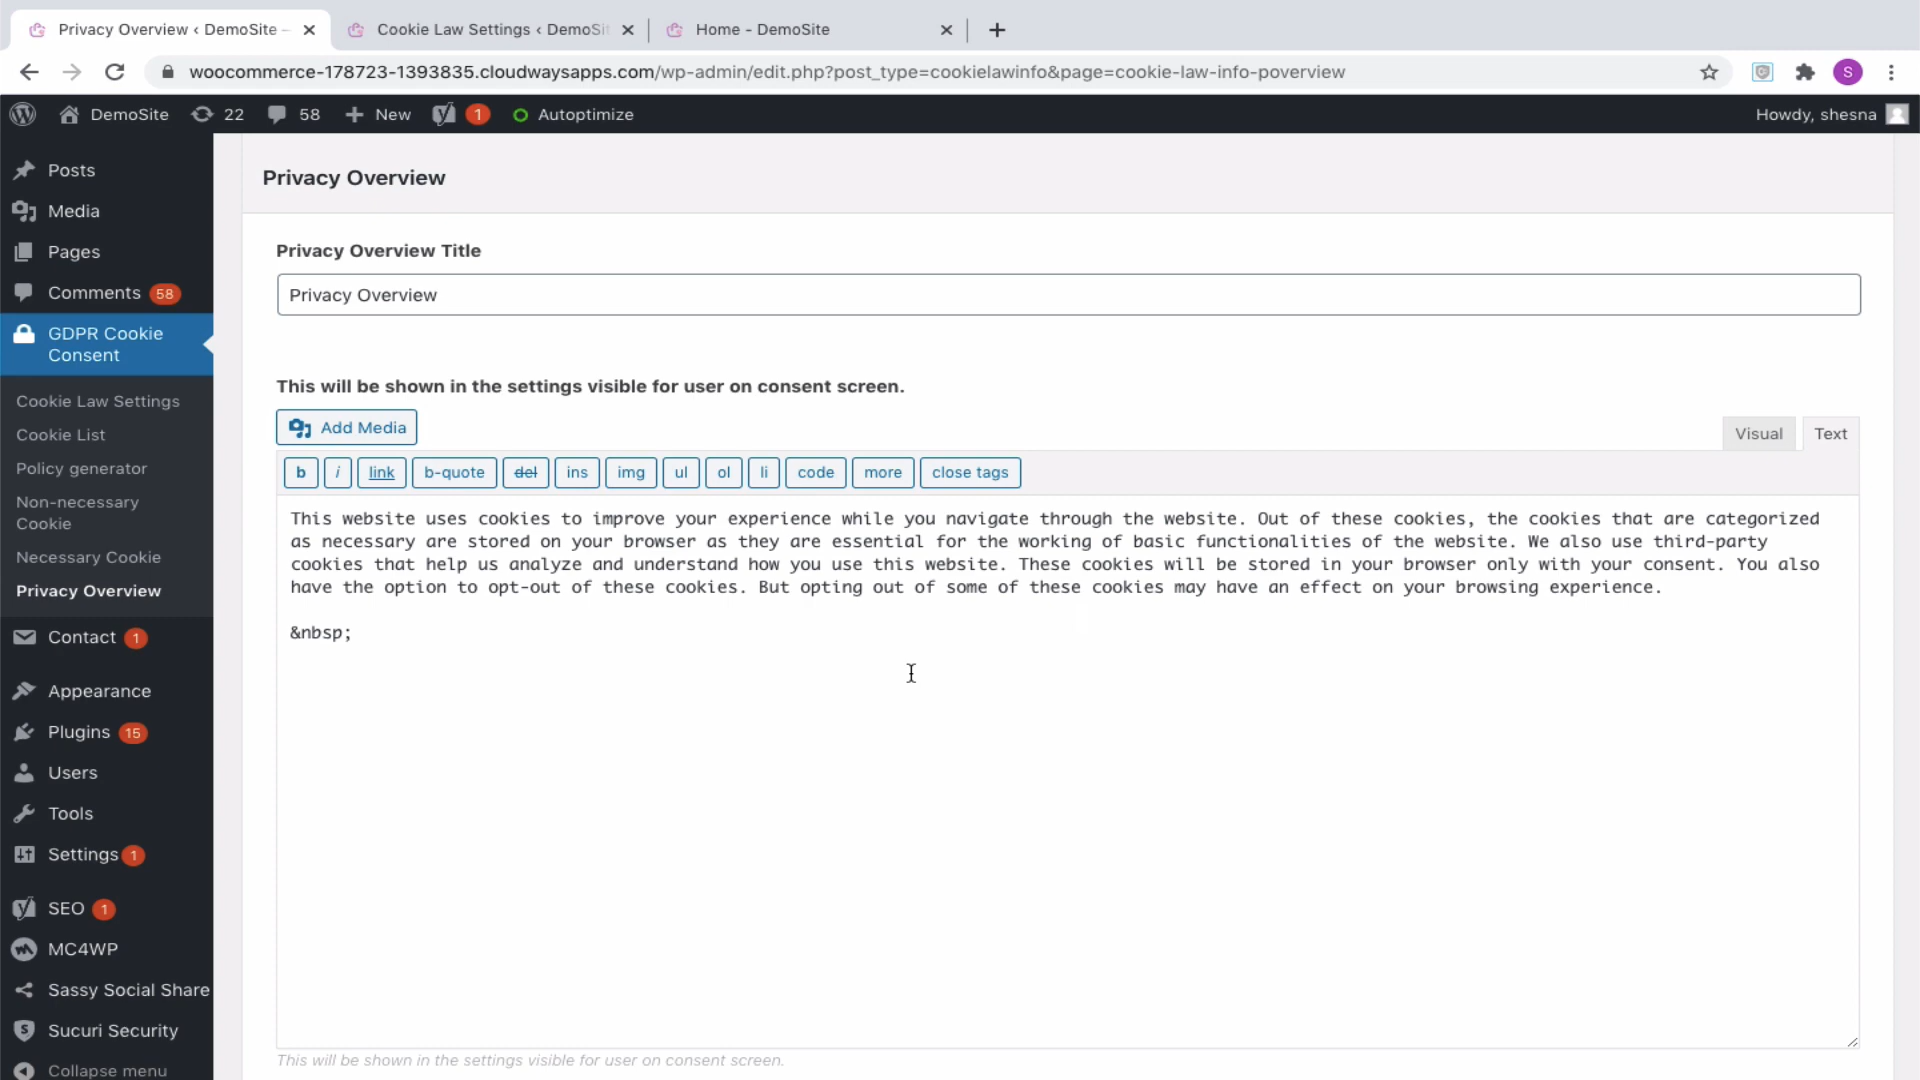 Privacy Overview ‹ DemoSite –
Cookie Law Settings ‹ DemoSit
Home - DemoSite
woocommerce-178723-1393835.cloudwaysapps.com/wp-admin/edit.php?post_type=cookielawinfo&page=cookie-law-info-poverview
S
DemoSite
22
58
New
1
Autoptimize
Howdy, shesna
Posts
Media
Pages
Comments 58
GDPR Cookie
Consent
Cookie Law Settings
Cookie List
Policy generator
Non-necessary
Cookie
Necessary Cookie
Privacy Overview
Contact 1
Appearance
Plugins 15
Users
Tools
Settings 1
SEO 1
MC4WP
Sassy Social Share
Sucuri Security
Collapse menu
Privacy Overview
Privacy Overview Title
Privacy Overview
This will be shown in the settings visible for user on consent screen.
Add Media
Visual
Text
b
i
link
b-quote
del
ins
img
ul
ol
li
code
more
close tags
This website uses cookies to improve your experience while you navigate through the website. Out of these cookies, the cookies that are categorized
as necessary are stored on your browser as they are essential for the working of basic functionalities of the website. We also use third-party
cookies that help us analyze and understand how you use this website. These cookies will be stored in your browser only with your consent. You also
have the option to opt-out of these cookies. But opting out of some of these cookies may have an effect on your browsing experience.
&nbsp;
This will be shown in the settings visible for user on consent screen.